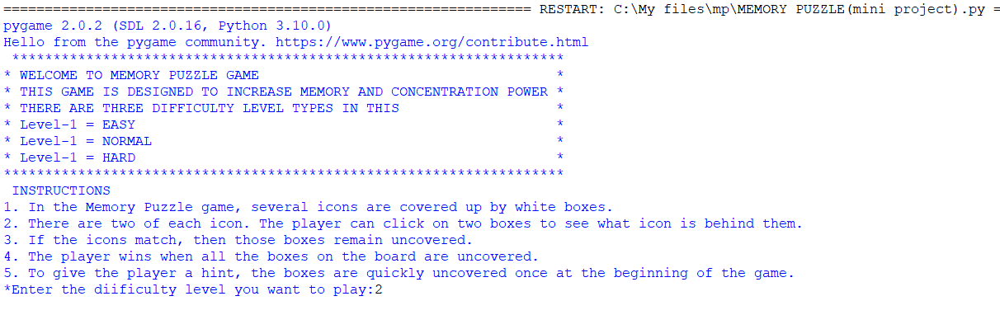 ================================================================ RESTART: C:\My files\mp\MEMORY PUZZLE(mini project).py =
pygame 2.0.2 (SDL 2.0.16, Python 3.10.0)
Hello from the pygame community. https://www.pygame.org/contribute.html
 *******************************************************************
* WELCOME TO MEMORY PUZZLE GAME                                    *
* THIS GAME IS DESIGNED TO INCREASE MEMORY AND CONCENTRATION POWER *
* THERE ARE THREE DIFFICULTY LEVEL TYPES IN THIS                   *
* Level-1 = EASY                                                   *
* Level-1 = NORMAL                                                 *
* Level-1 = HARD                                                   *
********************************************************************
 INSTRUCTIONS
1. In the Memory Puzzle game, several icons are covered up by white boxes.
2. There are two of each icon. The player can click on two boxes to see what icon is behind them.
3. If the icons match, then those boxes remain uncovered.
4. The player wins when all the boxes on the board are uncovered.
5. To give the player a hint, the boxes are quickly uncovered once at the beginning of the game.
*Enter the diificulty level you want to play:2